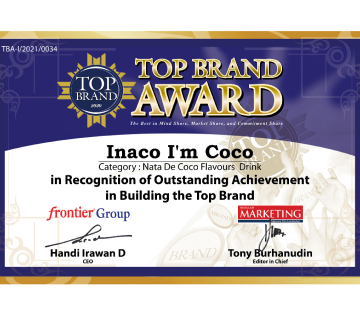 TBA-I/2021/0034
TOP
BRAND
2020
TOP BRAND
AWARD
The Best in Mind Share, Market Share, and Commitment Share
Inaco I'm Coco
Category : Nata De Coco Flavours Drink
in Recognition of Outstanding Achievement
in Building the Top Brand
frontier Group
MARKETING
Handi Irawan D
CEO
Tony Burhanudin
Editor in Chief
BRAND